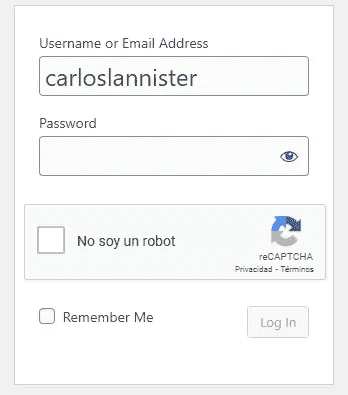 Username or Email Address
carloslannister
Password
No soy un robot
reCAPTCHA
Privacidad - Términos
Remember Me
Log In